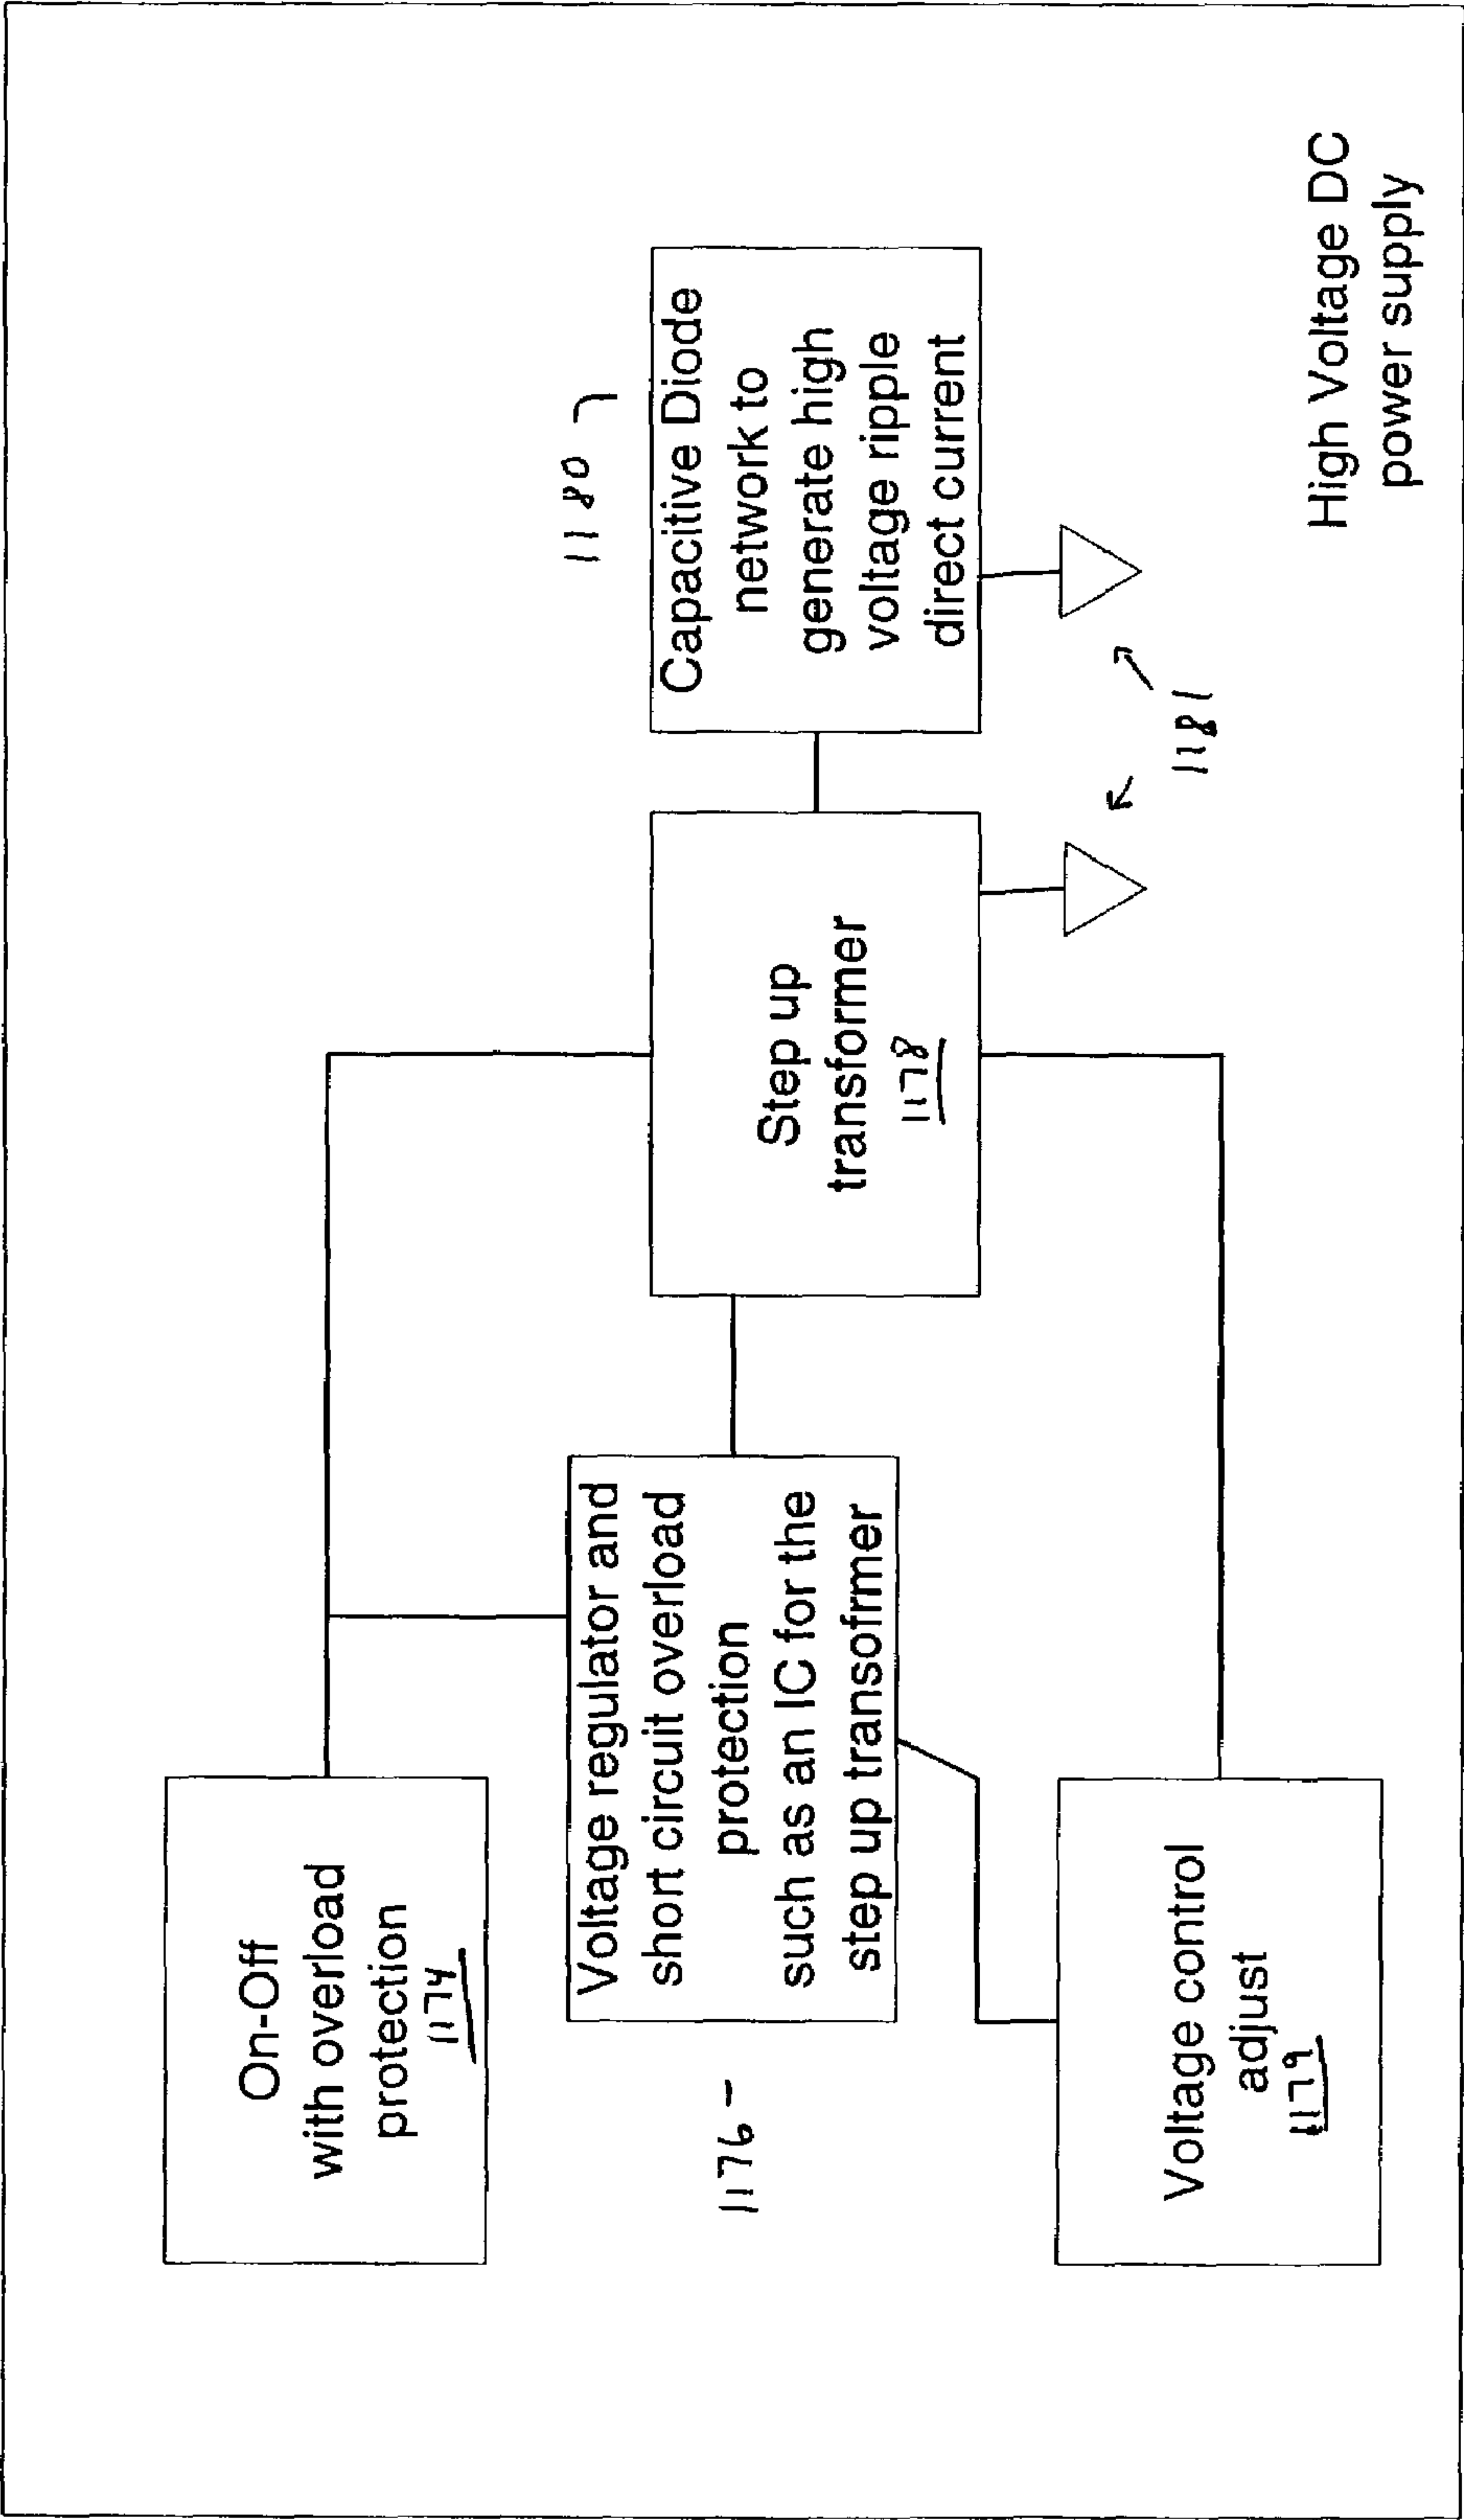 On-Off
with overload
protection
1174
1176
Voltage regulator and
short circuit overload
protection
such as an IC for the
step up transofrmer
Voltage control
adjust
1179
Step up
transformer
1178
1180
Capacitive Diode
network to
generate high
voltage ripple
direct current
1181
High Voltage DC
power supply